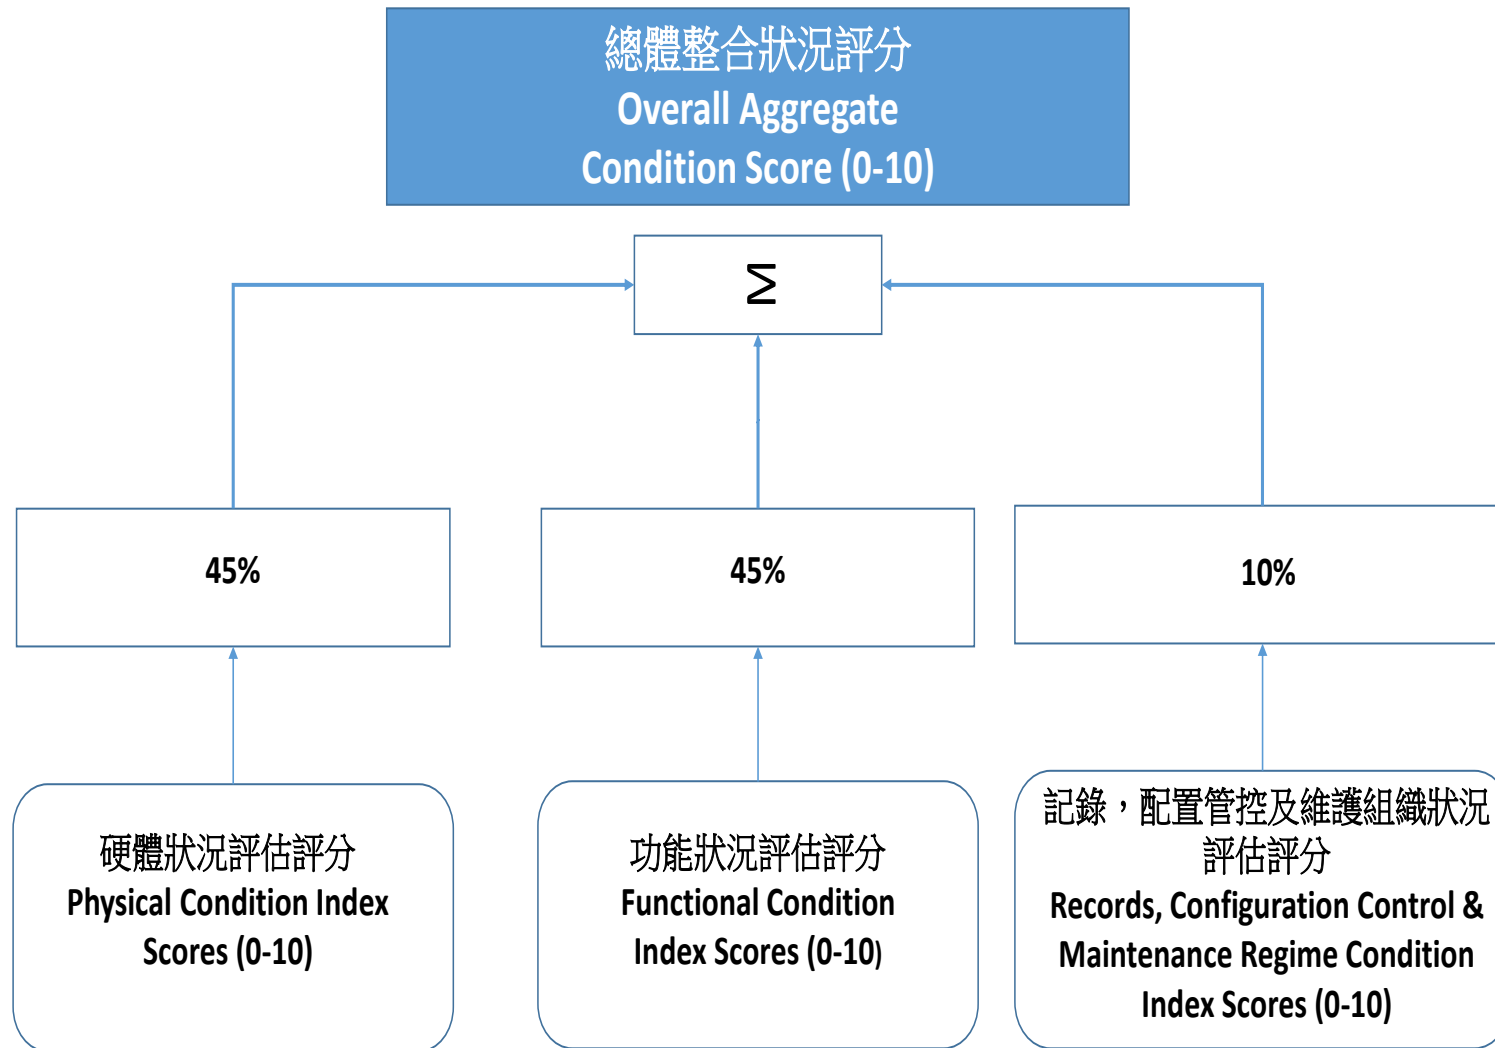 總體整合狀況評分
Overall Aggregate
Condition Score (0-10)
Σ
45%
45%
10%
硬體狀況評估評分
Physical Condition Index
Scores (0-10)
功能狀況評估評分
Functional Condition
Index Scores (0-10)
記錄，配置管控及維護組織狀況
評估評分
Records, Configuration Control &
Maintenance Regime Condition
Index Scores (0-10)